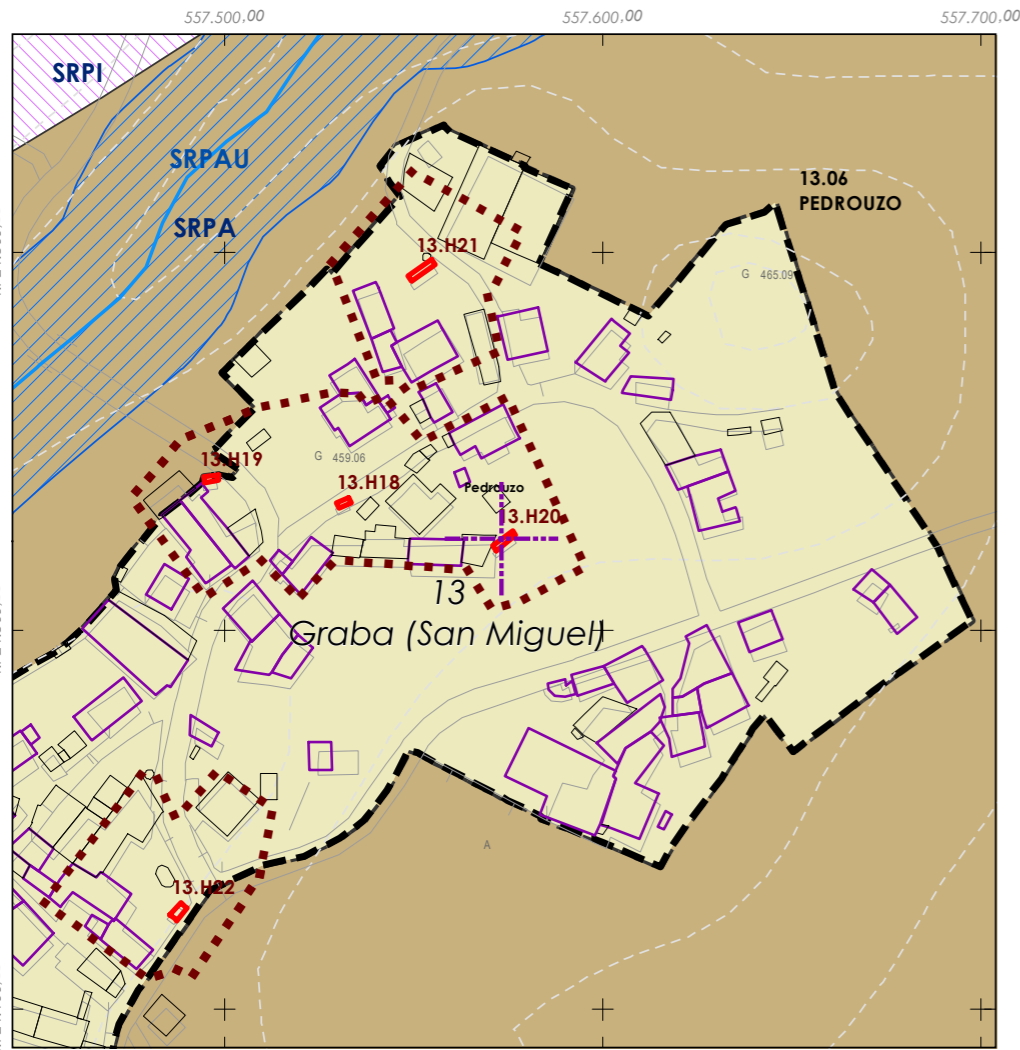 557.500,00 557.600,00 557.700,00
SRPI
SRPAU
SRPA
13.06
PEDROUZO
13.H21
G 465.09
13.H19
G 459.06
13.H18
Pedrouzo
13.H20
13
Graba (San Miguel)
A
13.H22